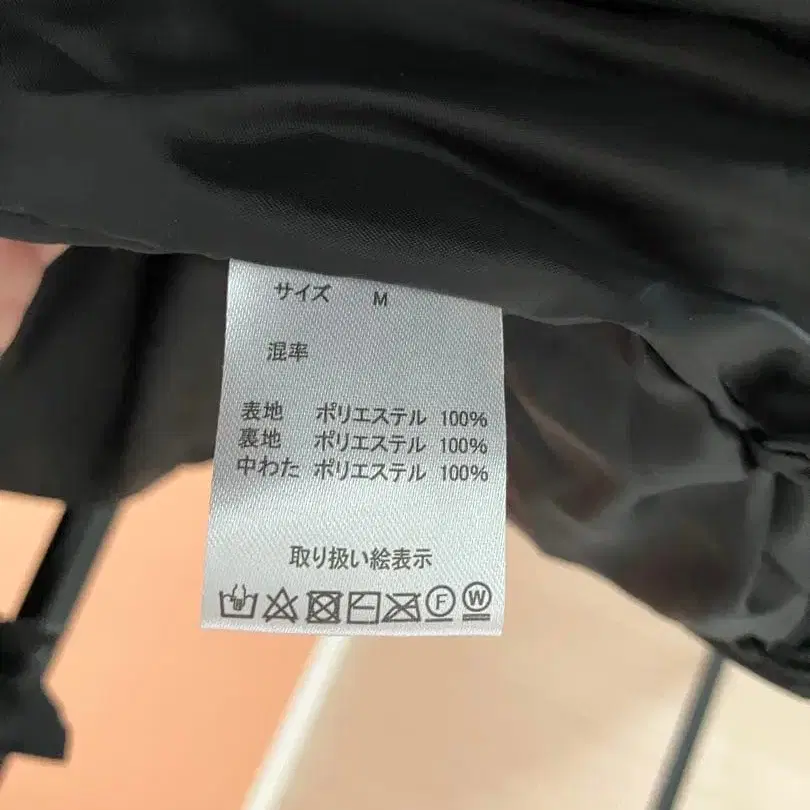 サイズ M
混率
表地 ポリエステル 100%
裏地 ポリエステル 100%
中わた ポリエステル 100%
取り扱い絵表示
F W